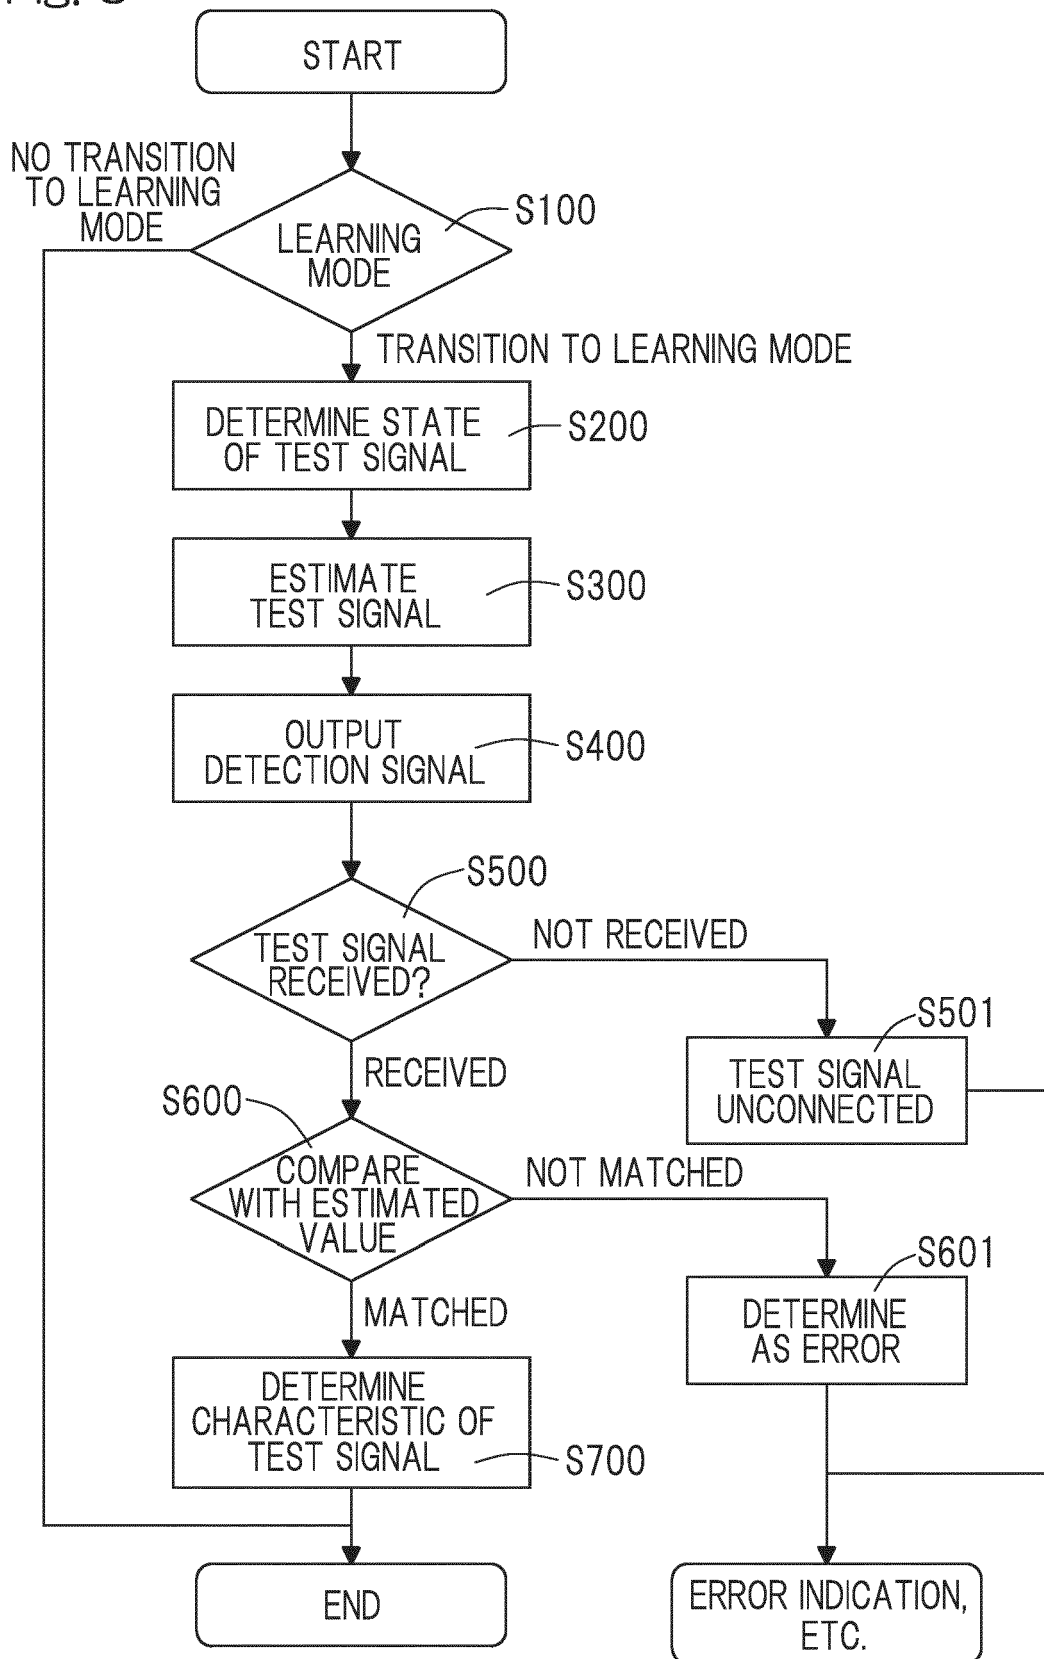 START
NO TRANSITION
TO LEARNING
MODE
S100
LEARNING
MODE
TRANSITION TO LEARNING MODE
DETERMINE STATE
OF TEST SIGNAL
S200
ESTIMATE
TEST SIGNAL
S300
OUTPUT
DETECTION SIGNAL
S400
S500
TEST SIGNAL
RECEIVED?
NOT RECEIVED
S501
TEST SIGNAL
UNCONNECTED
RECEIVED
S600
COMPARE
WITH ESTIMATED
VALUE
NOT MATCHED
S601
DETERMINE
AS ERROR
MATCHED
DETERMINE
CHARACTERISTIC OF
TEST SIGNAL
S700
END
ERROR INDICATION,
ETC.